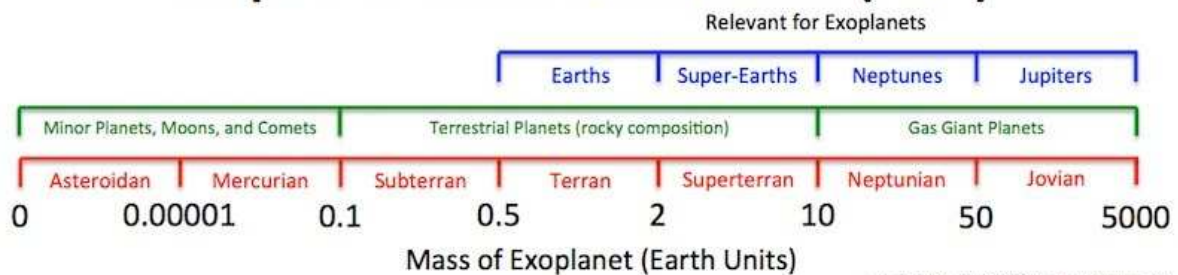 Relevant for Exoplanets
Earths Super-Earths Neptunes Jupiters
Minor Planets, Moons, and Comets Terrestrial Planets (rocky composition) Gas Giant Planets
Asteroidan Mercurian Subterran Terran Superterran Neptunian Jovian
0 0.00001 0.1 0.5 2 10 50 5000
Mass of Exoplanet (Earth Units)